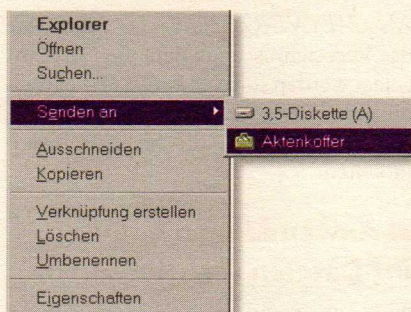 Explorer
Öffnen
Suchen...
Senden an
3,5-Diskette (A)
Aktenkoffer
Ausschneiden
Kopieren
Verknüpfung erstellen
Löschen
Umbenennen
Eigenschaften